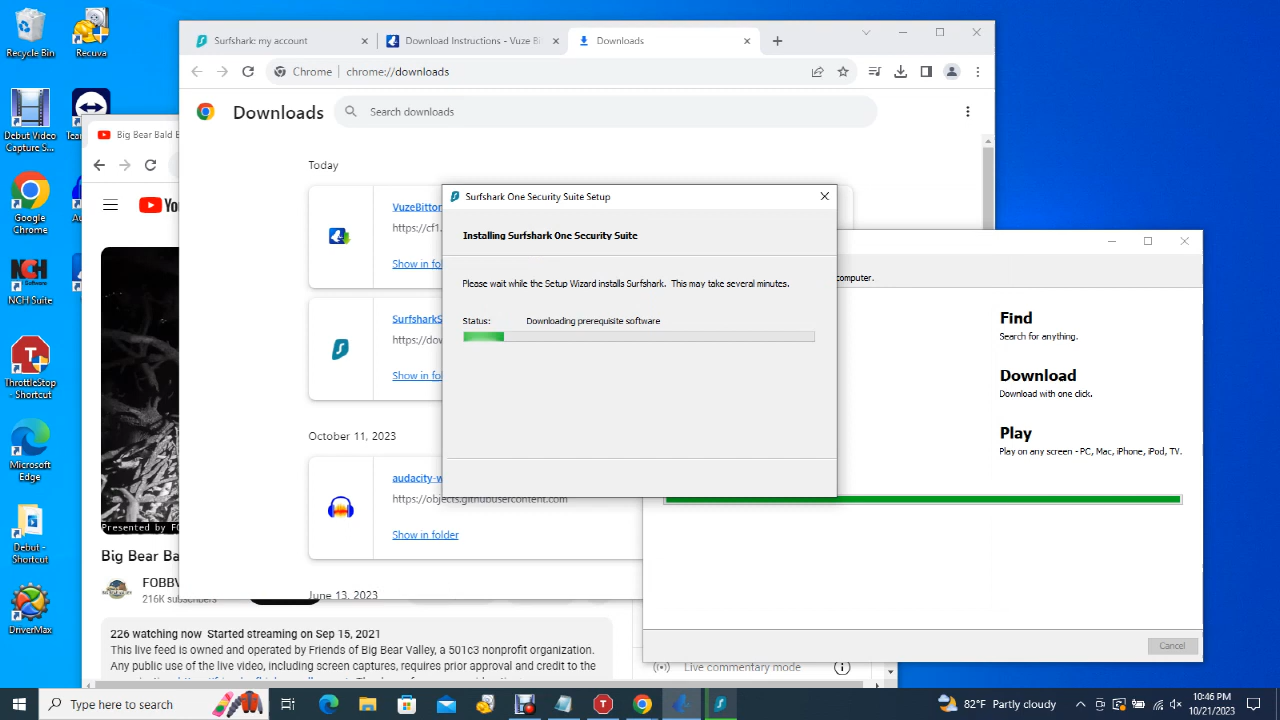 Recycle Bin
Recuva
Debut Video
Capture S...
Google
Chrome
NCH Software
NCH Suite
ThrottleStop
- Shortcut
Microsoft
Edge
Debut -
Shortcut
DriverMax
Surfshark: my account
Download Instructions - Vuze Bi
Downloads
Chrome
chrome://downloads
Downloads
Search downloads
Today
VuzeBittor
https://cf1.
Show in fo
SurfsharkS
https://dov
Show in fo
October 11, 2023
audacity-w
https://objects.githubusercontent.com
Show in folder
June 13, 2023
Surfshark One Security Suite Setup
Installing Surfshark One Security Suite
Please wait while the Setup Wizard installs Surfshark. This may take several minutes.
Status:
Downloading prerequisite software
computer.
Find
Search for anything.
Download
Download with one click.
Play
Play on any screen - PC, Mac, iPhone, iPod, TV.
Cancel
Big Bear Bald E
Presented by FO
Big Bear Ba
FOBBV
216K subscribers
226 watching now Started streaming on Sep 15, 2021
This live feed is owned and operated by Friends of Big Bear Valley, a 501c3 nonprofit organization.
Any public use of the live video, including screen captures, requires prior approval and credit to the
Live commentary mode
Type here to search
82°F Partly cloudy
10:46 PM
10/21/2023